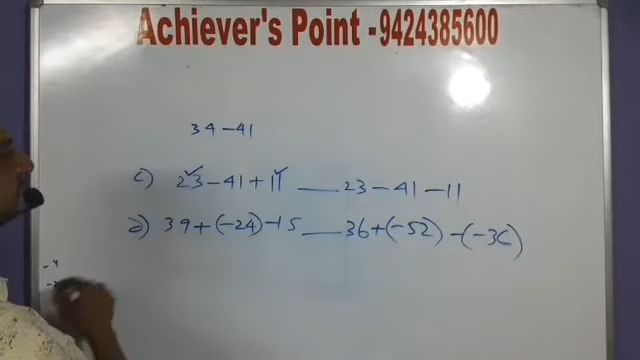 Achiever's Point -9424385600
34-41
c) 23-41+11 ___ 23-41-11
d) 39+(-24)-15 ___ 36+(-52)-(-36)
-4